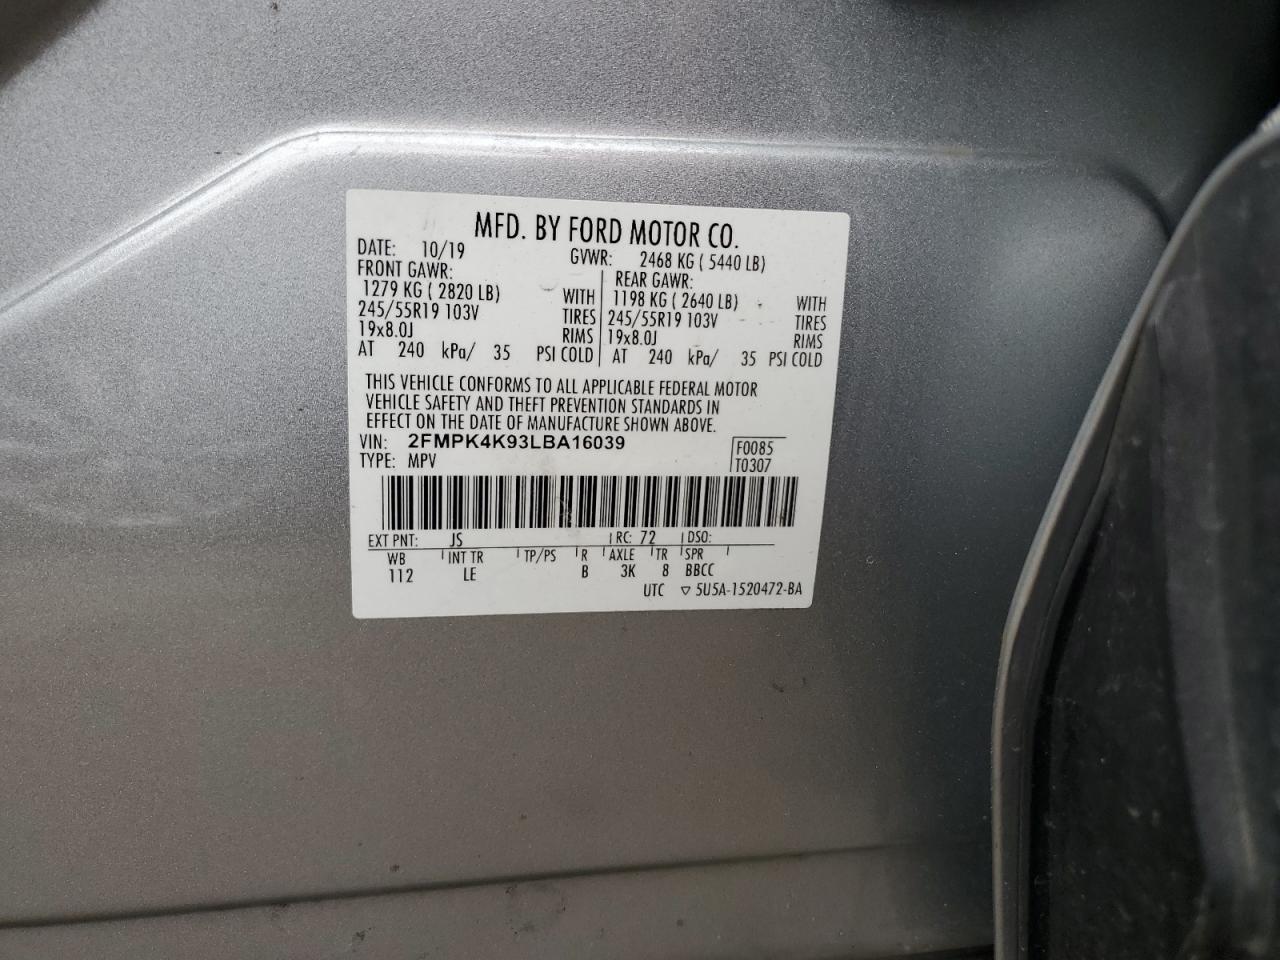 MFD. BY FORD MOTOR CO.
DATE: 10/19 GVWR: 2468 KG ( 5440 LB)
FRONT GAWR: REAR GAWR:
1279 KG ( 2820 LB) WITH 1198 KG ( 2640 LB) WITH
245/55R19 103V TIRES 245/55R19 103V TIRES
19x8.0J RIMS 19x8.0J RIMS
AT 240 kPa/ 35 PSI COLD AT 240 kPa/ 35 PSI COLD
THIS VEHICLE CONFORMS TO ALL APPLICABLE FEDERAL MOTOR
VEHICLE SAFETY AND THEFT PREVENTION STANDARDS IN
EFFECT ON THE DATE OF MANUFACTURE SHOWN ABOVE.
VIN: 2FMPK4K93LBA16039 F0085
TYPE: MPV T0307
EXT PNT: JS RC: 72 DSO:
WB INT TR TP/PS R AXLE TR SPR
112 LE B 3K 8 BBCC
UTC ▽ 5U5A-1520472-BA